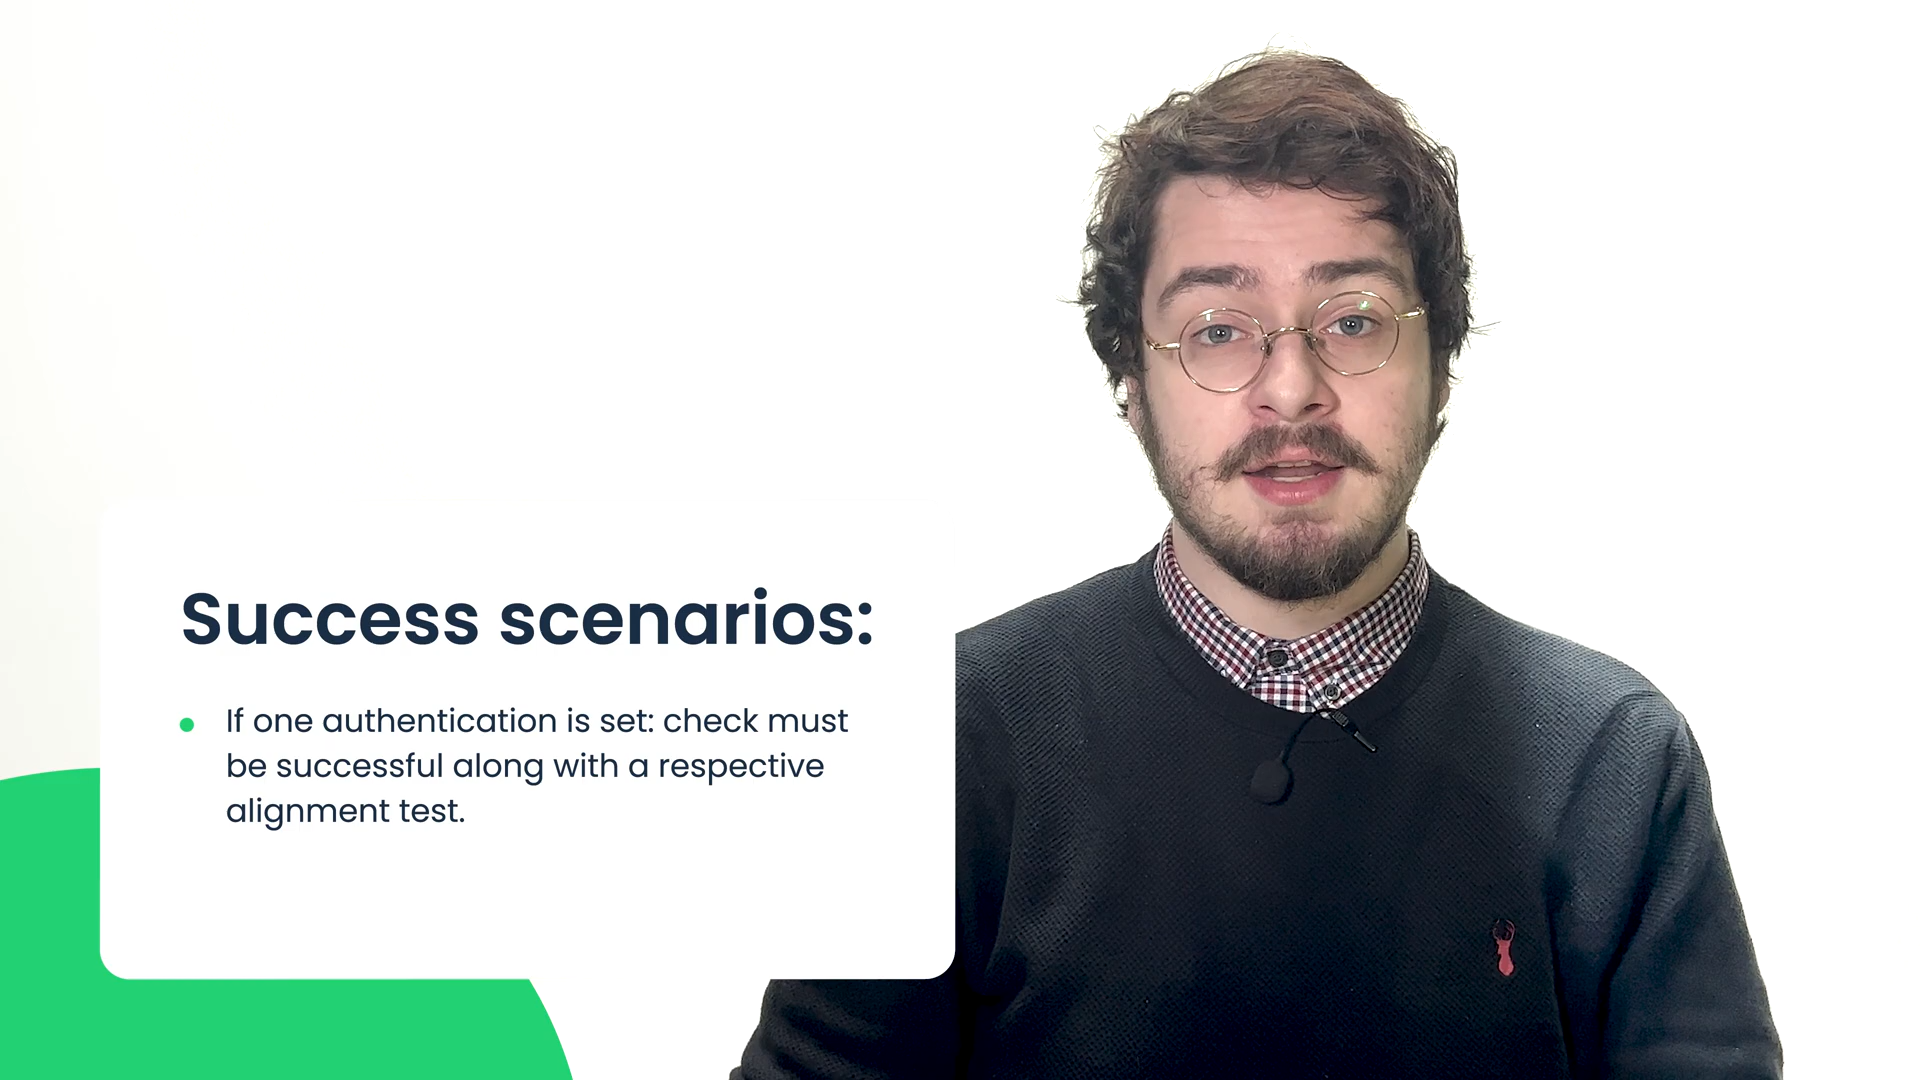 Success scenarios:
If one authentication is set: check must
be successful along with a respective
alignment test.